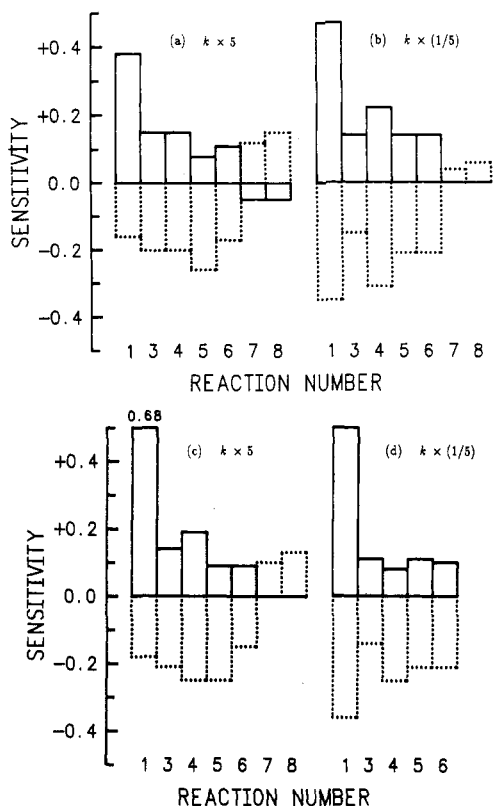 (a) k × 5
(b) k × (1/5)
+0.4
+0.2
0.0
−0.2
−0.4
SENSITIVITY
1 3 4 5 6 7 8
1 3 4 5 6 7 8
REACTION NUMBER
0.68
(c) k × 5
(d) k × (1/5)
+0.4
+0.2
0.0
−0.2
−0.4
SENSITIVITY
1 3 4 5 6 7 8
1 3 4 5 6
REACTION NUMBER